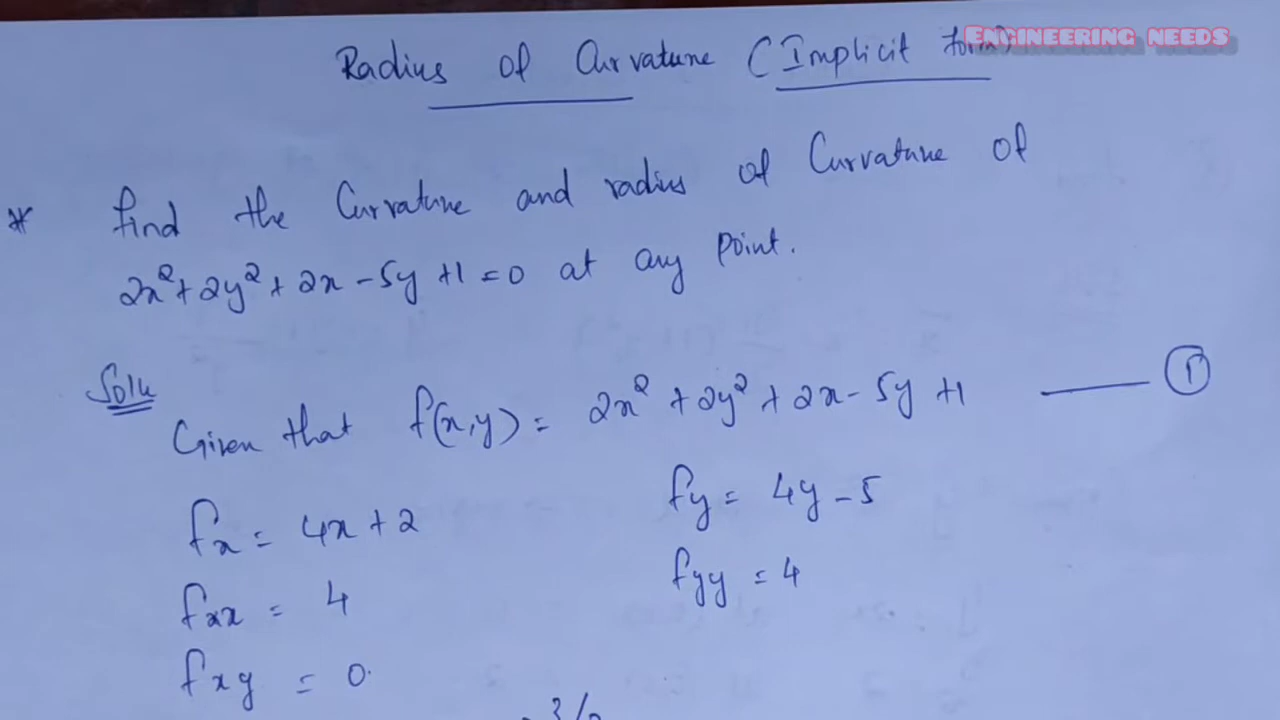 ENGINEERING NEEDS
Radius of Curvature (Implicit form)
* find the Curvature and radius of Curvature of
2x²+2y²+2x-5y+1=0 at any point.
Solu
Given that f(x,y) = 2x²+2y²+2x-5y+1 —— ①
fx = 4x+2 fy = 4y-5
fxx = 4 fyy = 4
fxy = 0.
3/2